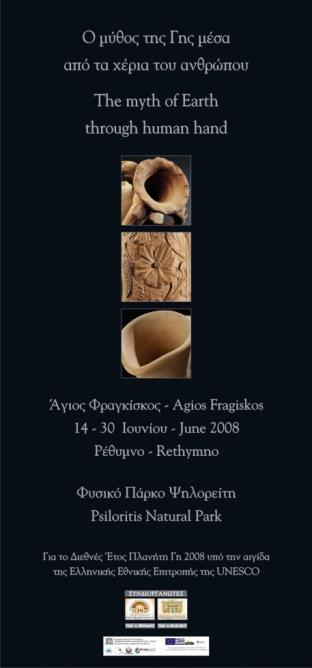 Ο μύθος της Γης μέσα
από τα χέρια του ανθρώπου
The myth of Earth
through human hand
Άγιος Φραγκίσκος - Agios Fragiskos
14 - 30 Ιουνίου - June 2008
Ρέθυμνο - Rethymno
Φυσικό Πάρκο Ψηλορείτη
Psiloritis Natural Park
Για το Διεθνές Έτος Πλανήτη Γη 2008 υπό την αιγίδα
της Ελληνικής Εθνικής Επιτροπής της UNESCO
ΣΥΝΔΙΟΡΓΑΝΩΤΕΣ